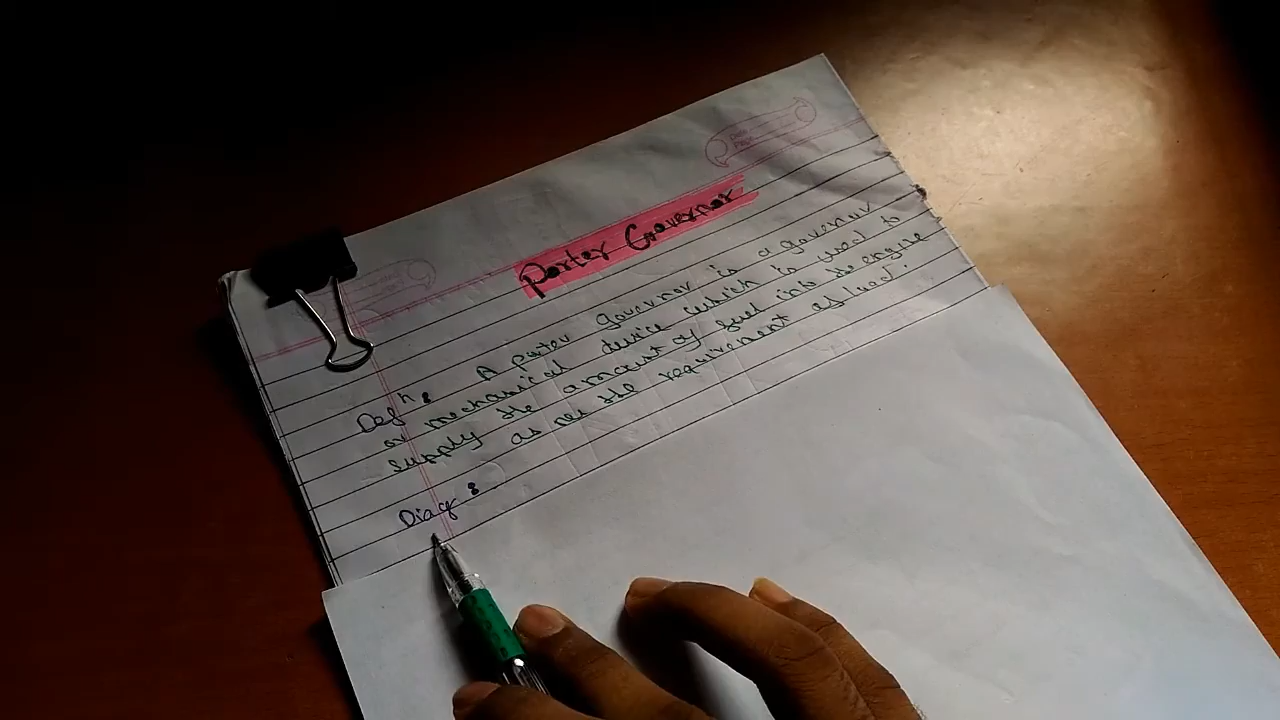 Porter Governor
Defn: A porter governor is a governor
or mechanical device which is used to
supply the amount of fuel into the engine
as per the requirement of load.
Diag: